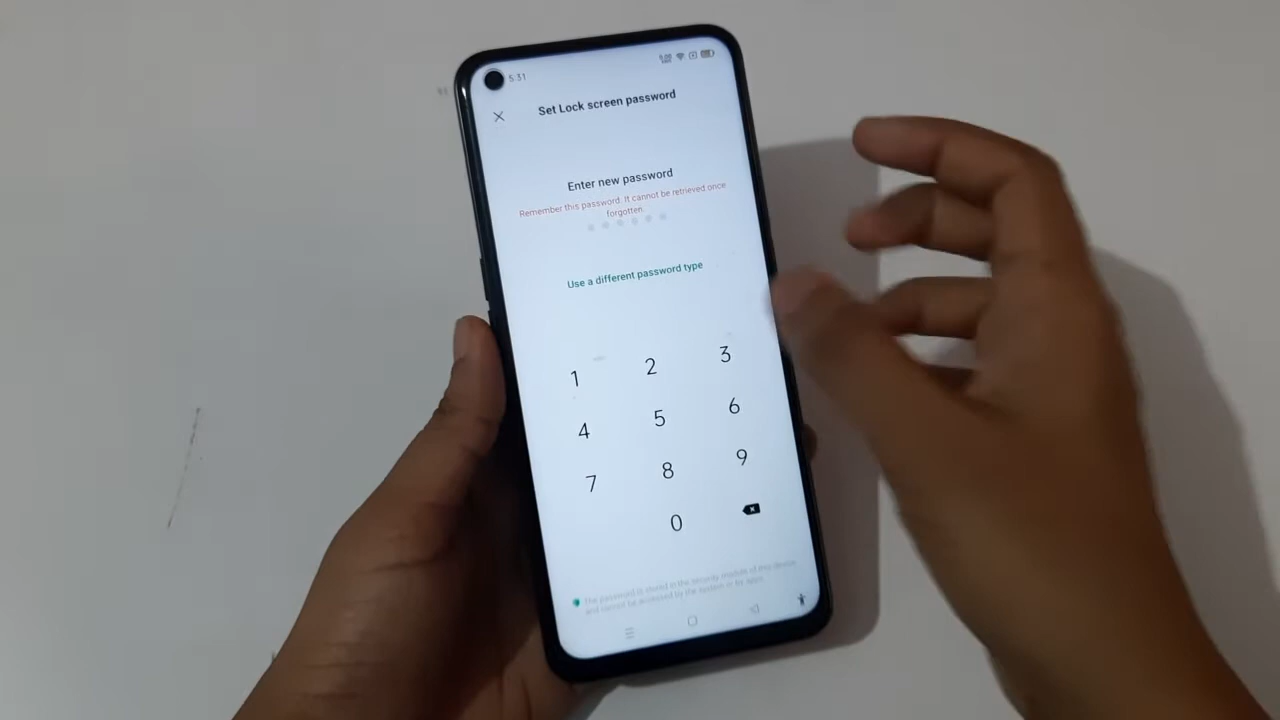 5:31
Set Lock screen password
Enter new password
Remember this password. It cannot be retrieved once
forgotten.
Use a different password type
1 2 3
4 5 6
7 8 9
0
The password is stored in the security module of this device
and cannot be accessed by the system or by apps.